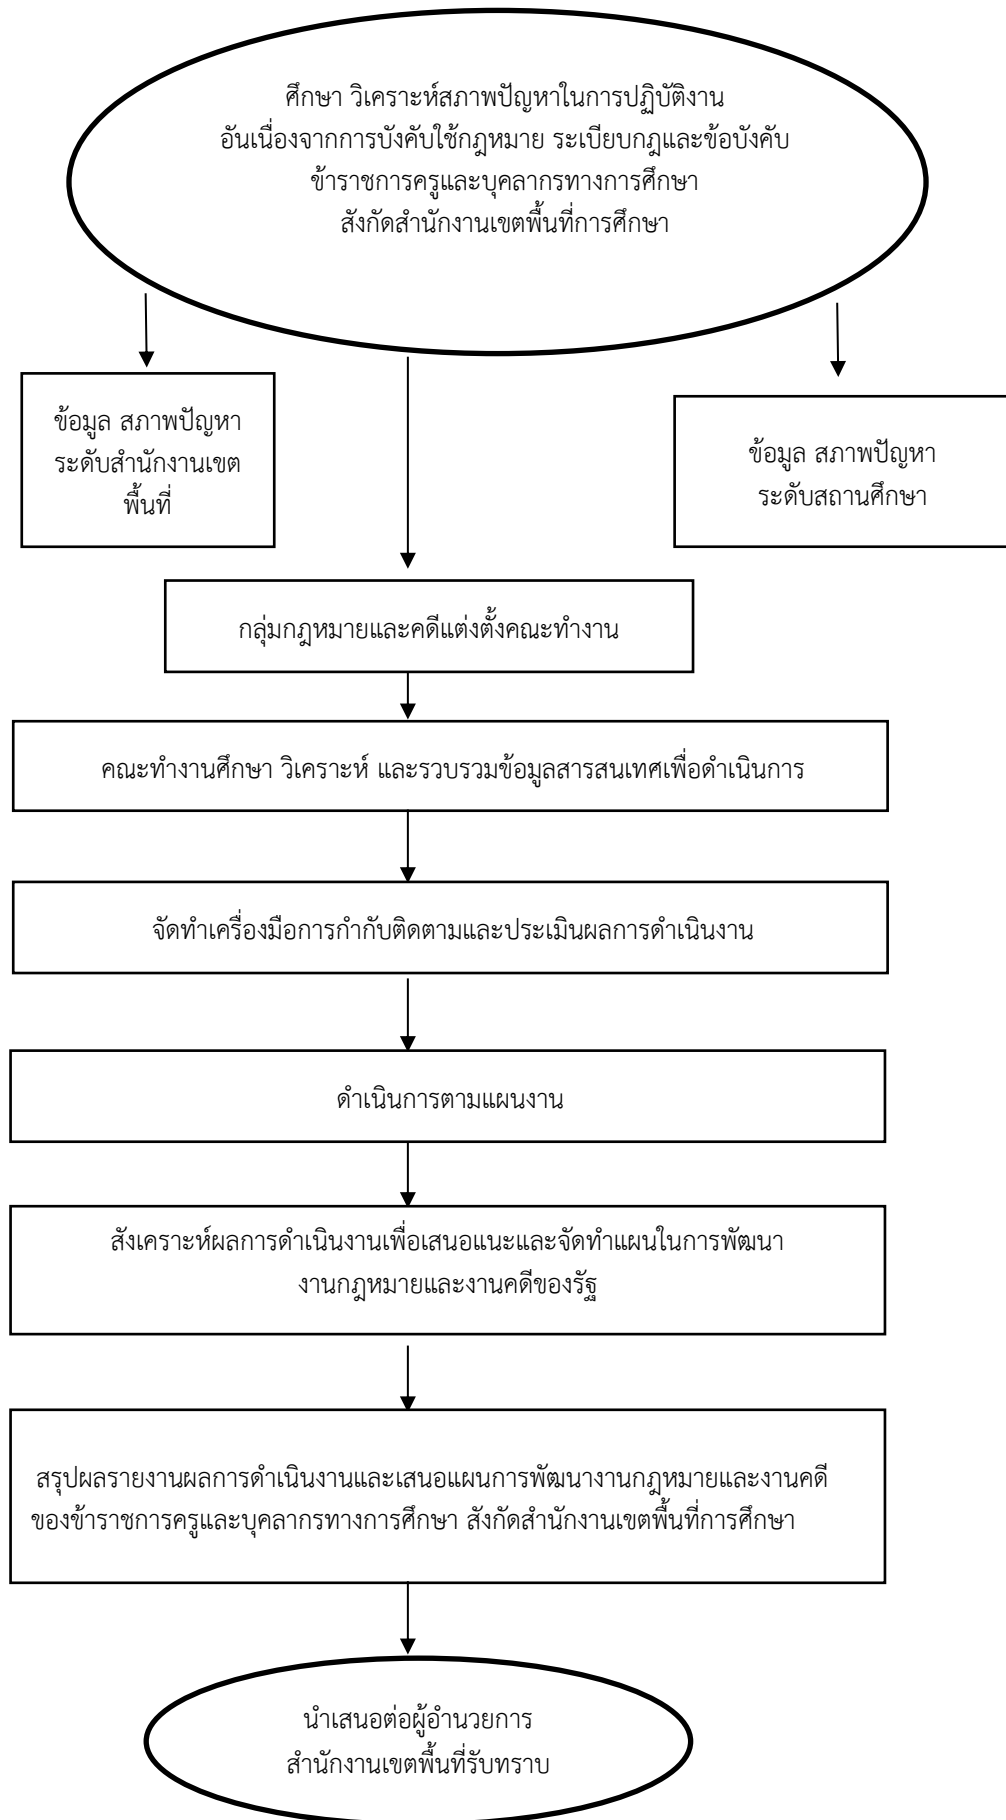 ศึกษา วิเคราะห์สภาพปัญหาในการปฏิบัติงาน
อันเนื่องจากการบังคับใช้กฎหมาย ระเบียบกฎและข้อบังคับ
ข้าราชการครูและบุคลากรทางการศึกษา
สังกัดสำนักงานเขตพื้นที่การศึกษา
ข้อมูล สภาพปัญหา
ระดับสำนักงานเขต
พื้นที่
ข้อมูล สภาพปัญหา
ระดับสถานศึกษา
กลุ่มกฎหมายและคดีแต่งตั้งคณะทำงาน
คณะทำงานศึกษา วิเคราะห์ และรวบรวมข้อมูลสารสนเทศเพื่อดำเนินการ
จัดทำเครื่องมือการกำกับติดตามและประเมินผลการดำเนินงาน
ดำเนินการตามแผนงาน
สังเคราะห์ผลการดำเนินงานเพื่อเสนอแนะและจัดทำแผนในการพัฒนา
งานกฎหมายและงานคดีของรัฐ
สรุปผลรายงานผลการดำเนินงานและเสนอแผนการพัฒนางานกฎหมายและงานคดี
ของข้าราชการครูและบุคลากรทางการศึกษา สังกัดสำนักงานเขตพื้นที่การศึกษา
นำเสนอต่อผู้อำนวยการ
สำนักงานเขตพื้นที่รับทราบ